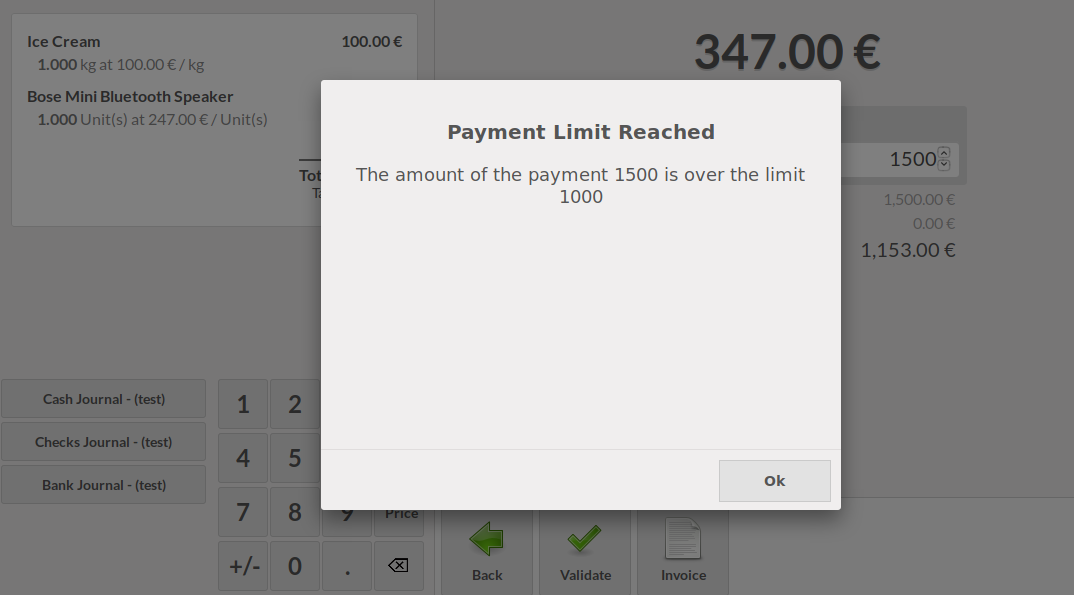 Ice Cream 100.00 €
1.000 kg at 100.00 € / kg
Bose Mini Bluetooth Speaker
1.000 Unit(s) at 247.00 € / Unit(s)
347.00 €
Payment Limit Reached
The amount of the payment 1500 is over the limit
1000
Ok
1500
1,500.00 €
0.00 €
1,153.00 €
Cash Journal - (test)
Checks Journal - (test)
Bank Journal - (test)
1 2
4 5
7 8 9 Price
+/- 0 .
Back
Validate
Invoice